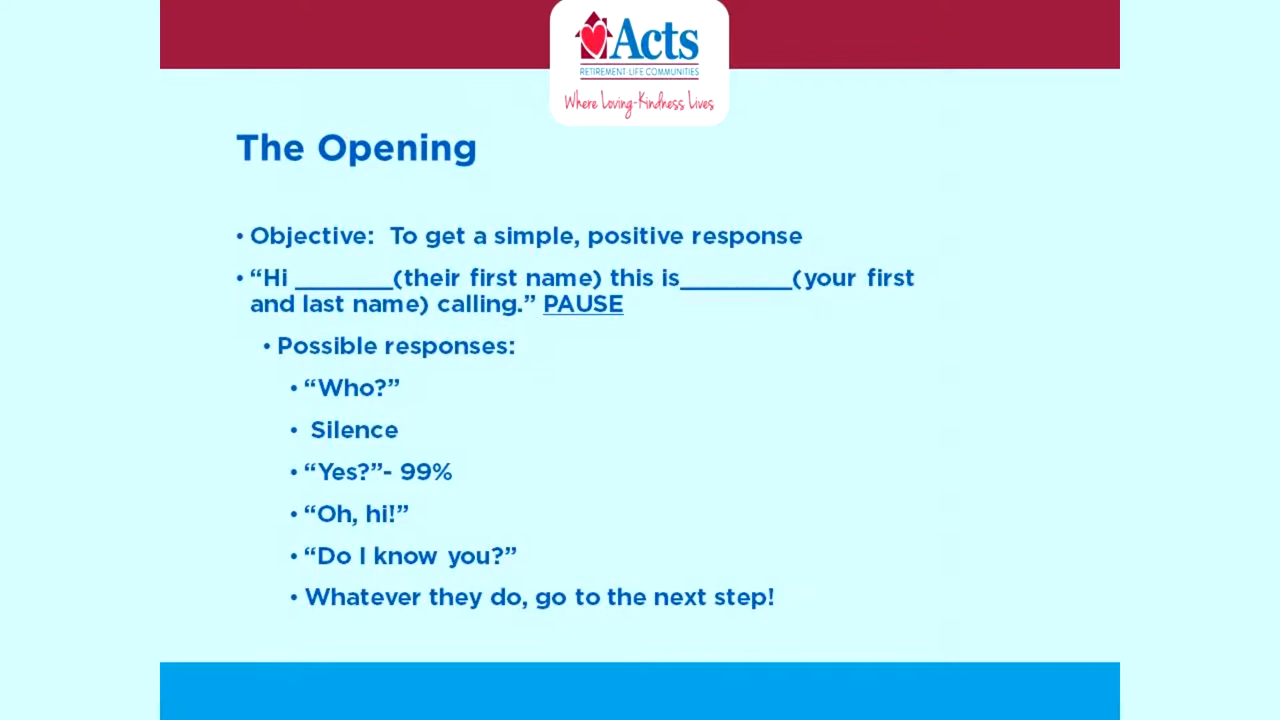 Acts
RETIREMENT-LIFE COMMUNITIES
Where Loving-Kindness Lives
The Opening
• Objective:  To get a simple, positive response
• “Hi _______(their first name) this is________(your first
and last name) calling.” PAUSE
• Possible responses:
• “Who?”
• Silence
• “Yes?”- 99%
• “Oh, hi!”
• “Do I know you?”
• Whatever they do, go to the next step!